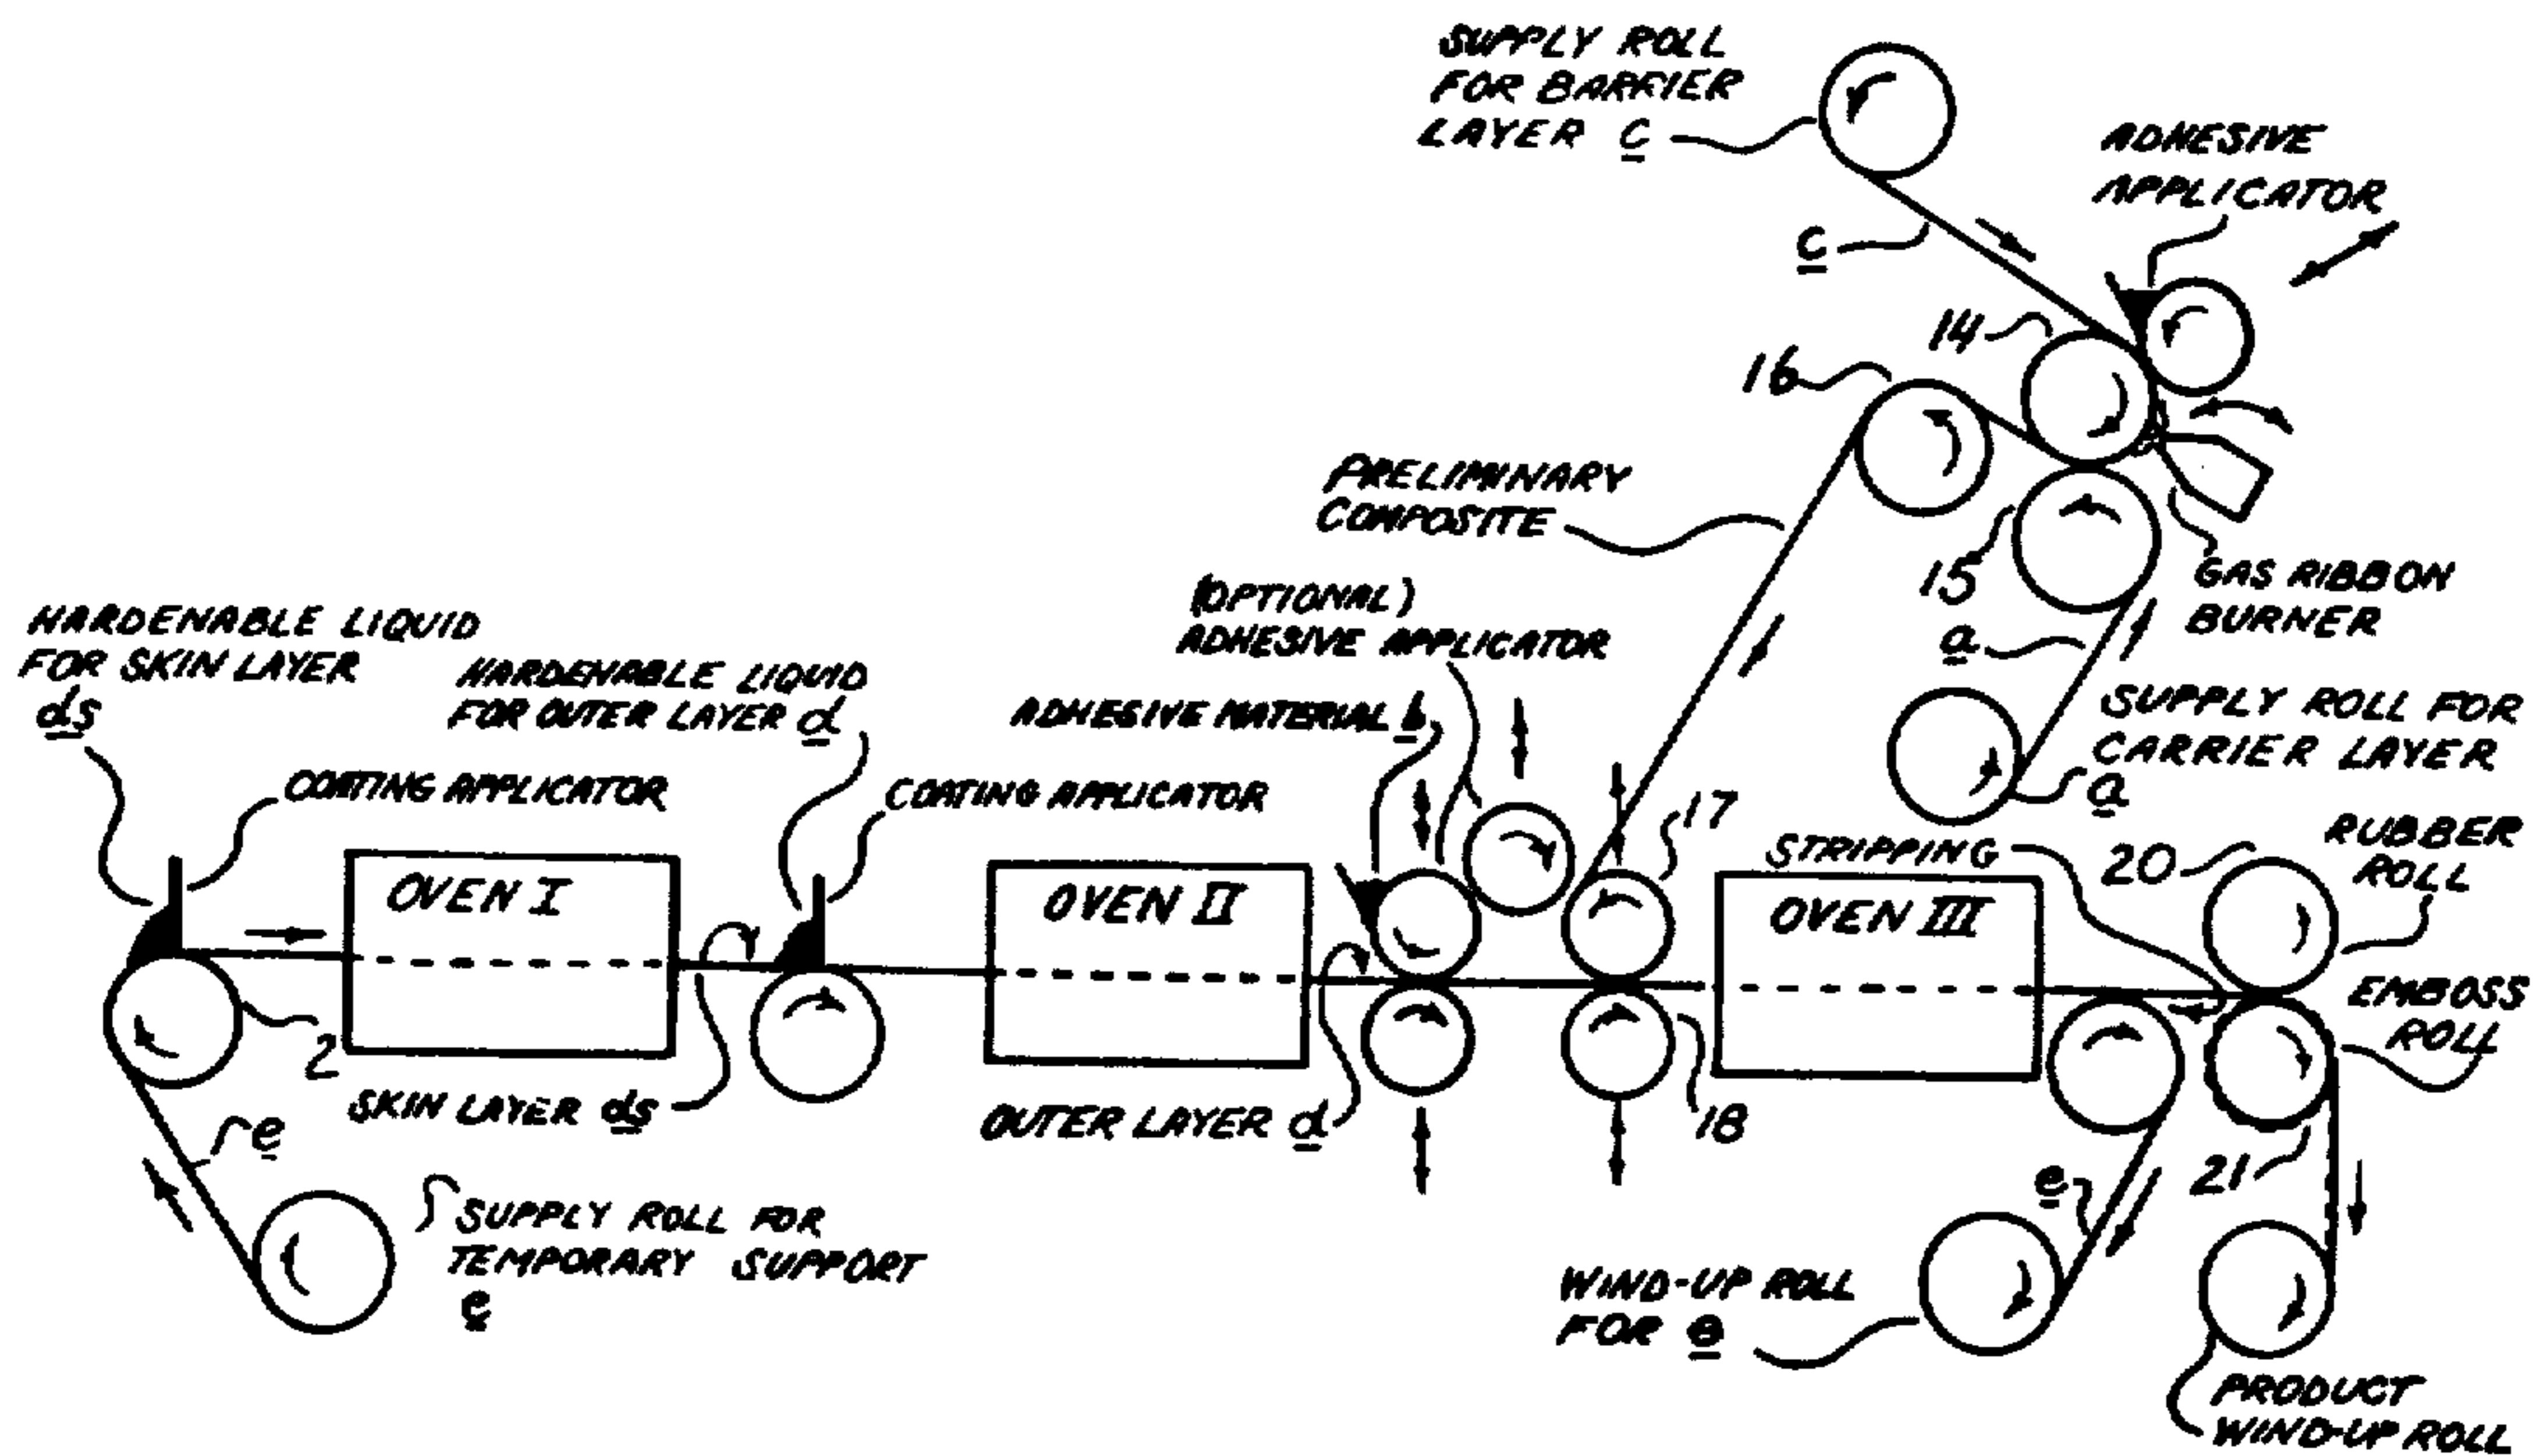 SUPPLY ROLL
FOR BARRIER
LAYER c
ADHESIVE
APPLICATOR
c
14
16
PRELIMINARY
COMPOSITE
15
GAS RIBBON
BURNER
a
(OPTIONAL)
ADHESIVE APPLICATOR
HARDENABLE LIQUID
FOR SKIN LAYER
ds
HARDENABLE LIQUID
FOR OUTER LAYER d
ADHESIVE MATERIAL b
SUPPLY ROLL FOR
CARRIER LAYER
a
COATING APPLICATOR
COATING APPLICATOR
17
STRIPPING
20
RUBBER
ROLL
OVEN I
OVEN II
OVEN III
EMBOSS
ROLL
2
SKIN LAYER ds
OUTER LAYER d
18
e
21
e
SUPPLY ROLL FOR
TEMPORARY SUPPORT
e
WIND-UP ROLL
FOR e
PRODUCT
WIND-UP ROLL